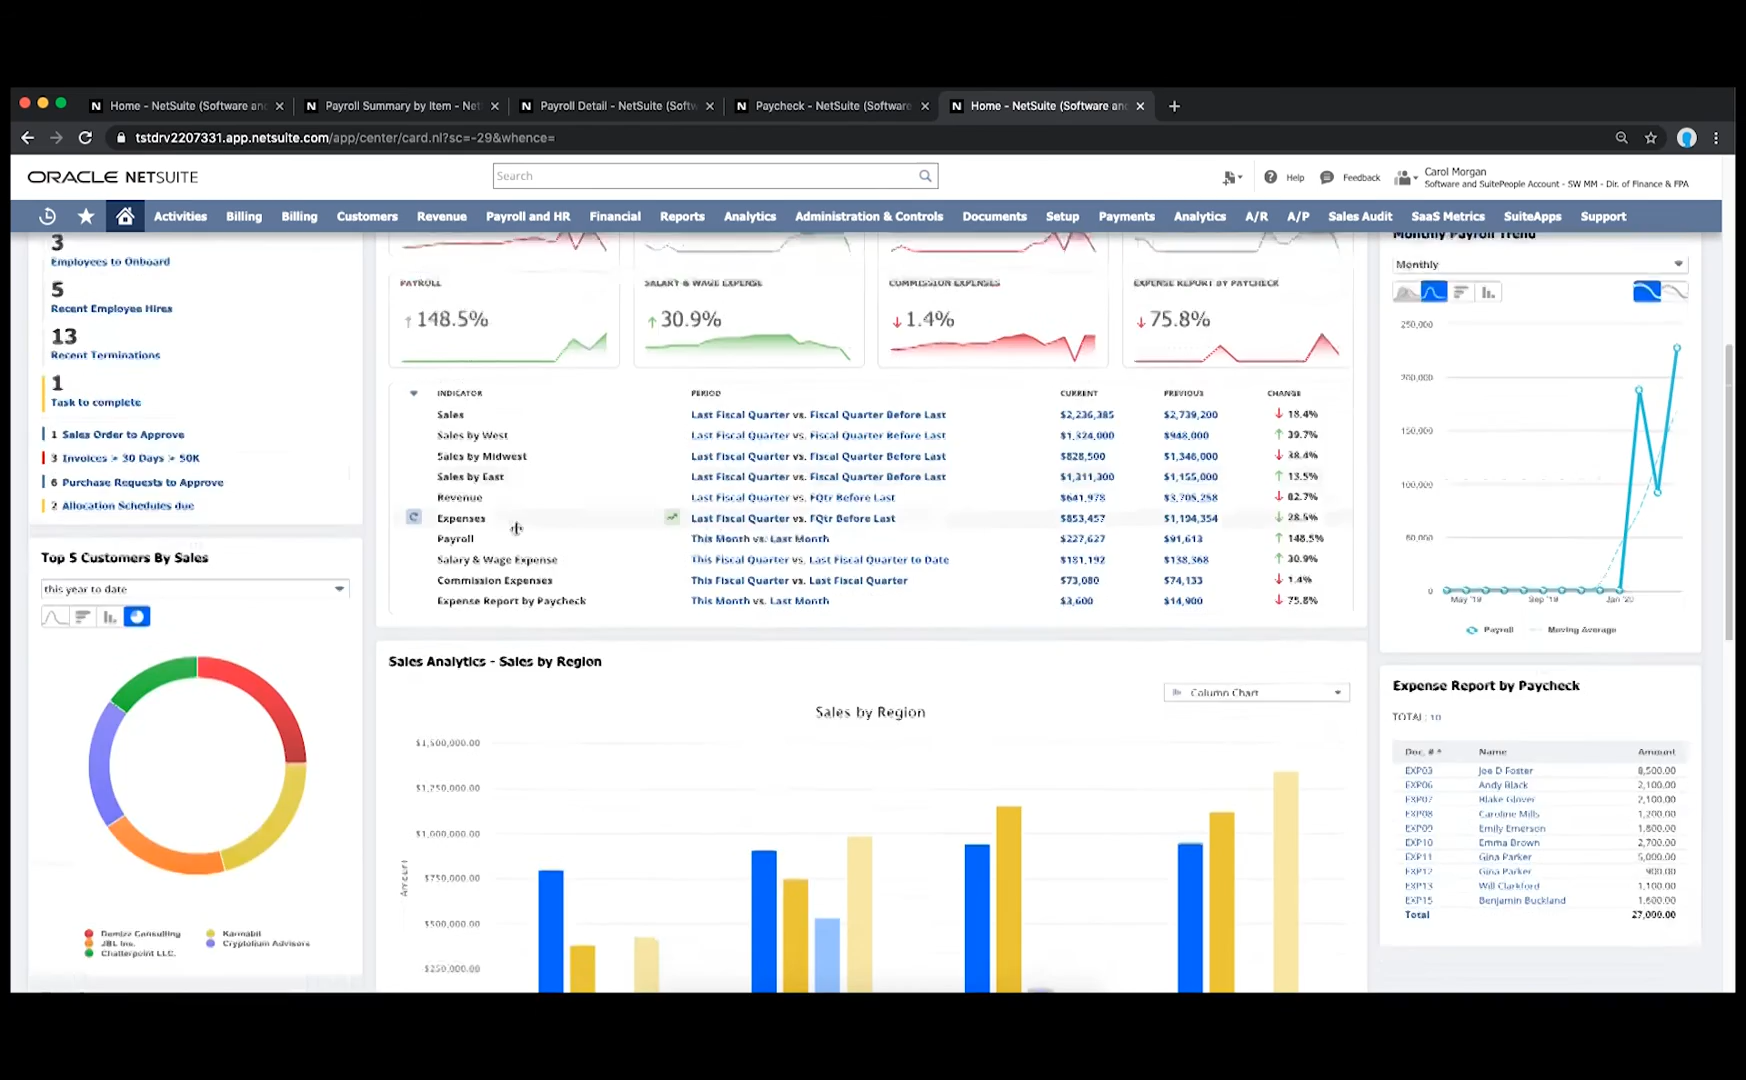 Home - NetSuite (Software and
Payroll Summary by Item - Net
Payroll Detail - NetSuite (Softw
Paycheck - NetSuite (Software
Home - NetSuite (Software and
tstdrv2207331.app.netsuite.com/app/center/card.nl?sc=-29&whence=
ORACLE NETSUITE
Search
Help
Feedback
Carol Morgan
Software and SuitePeople Account - SW MM - Dir. of Finance & FPA
Activities Billing Billing Customers Revenue Payroll and HR Financial Reports Analytics Administration & Controls Documents Setup Payments Analytics A/R A/P Sales Audit SaaS Metrics SuiteApps Support
3
Employees to Onboard
5
Recent Employee Hires
13
Recent Terminations
1
Task to complete
1 Sales Order to Approve
3 Invoices > 30 Days > 50K
6 Purchase Requests to Approve
2 Allocation Schedules due
Top 5 Customers By Sales
this year to date
Demizz Consulting
Karmabit
JBL Inc.
Cryptolium Advisors
Chatterpoint LLC.
PAYROLL
148.5%
SALARY & WAGE EXPENSE
30.9%
COMMISSION EXPENSES
1.4%
EXPENSE REPORT BY PAYCHECK
75.8%
INDICATOR PERIOD CURRENT PREVIOUS CHANGE
Sales Last Fiscal Quarter vs. Fiscal Quarter Before Last $2,236,385 $2,739,200 18.4%
Sales by West Last Fiscal Quarter vs. Fiscal Quarter Before Last $1,324,000 $948,000 39.7%
Sales by Midwest Last Fiscal Quarter vs. Fiscal Quarter Before Last $828,500 $1,346,000 38.4%
Sales by East Last Fiscal Quarter vs. Fiscal Quarter Before Last $1,311,300 $1,155,000 13.5%
Revenue Last Fiscal Quarter vs. FQtr Before Last $641,978 $3,705,258 82.7%
Expenses Last Fiscal Quarter vs. FQtr Before Last $853,457 $1,194,354 28.5%
Payroll This Month vs. Last Month $227,627 $91,613 148.5%
Salary & Wage Expense This Fiscal Quarter vs. Last Fiscal Quarter to Date $181,192 $138,368 30.9%
Commission Expenses This Fiscal Quarter vs. Last Fiscal Quarter $73,080 $74,133 1.4%
Expense Report by Paycheck This Month vs. Last Month $3,600 $14,900 75.8%
Sales Analytics - Sales by Region
Column Chart
Sales by Region
Amount
$1,500,000.00
$1,250,000.00
$1,000,000.00
$750,000.00
$500,000.00
$250,000.00
Monthly Payroll Trend
Monthly
250,000
200,000
150,000
100,000
50,000
0
May '19 Sep '19 Jan '20
Payroll Moving Average
Expense Report by Paycheck
TOTAL: 10
Doc. # Name Amount
EXP03 Joe D Foster 8,500.00
EXP06 Andy Black 2,100.00
EXP07 Blake Glover 2,100.00
EXP08 Caroline Mills 1,200.00
EXP09 Emily Emerson 1,800.00
EXP10 Emma Brown 2,700.00
EXP11 Gina Parker 5,000.00
EXP12 Gina Parker 900.00
EXP13 Will Clarkford 1,100.00
EXP15 Benjamin Buckland 1,600.00
Total 27,000.00